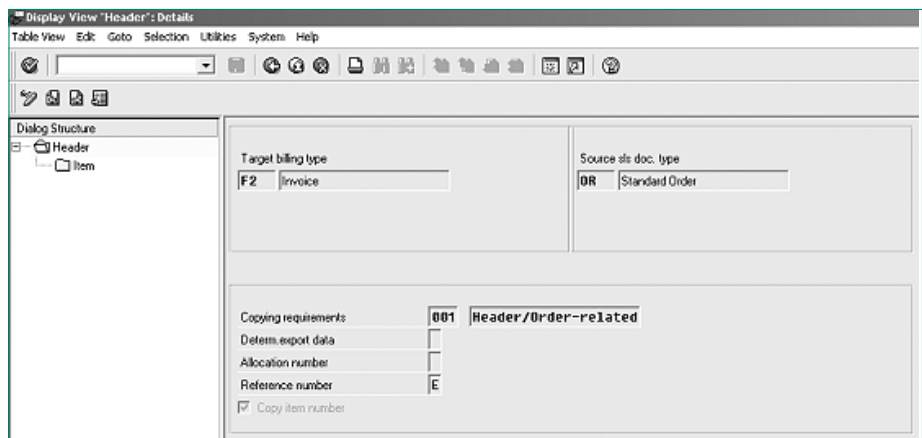 Display View "Header": Details
Table View Edit Goto Selection Utilities System Help
Dialog Structure
Header
Item
Target billing type
F2 Invoice
Source sls doc. type
OR Standard Order
Copying requirements 001 Header/Order-related
Determ.export data
Allocation number
Reference number E
Copy item number